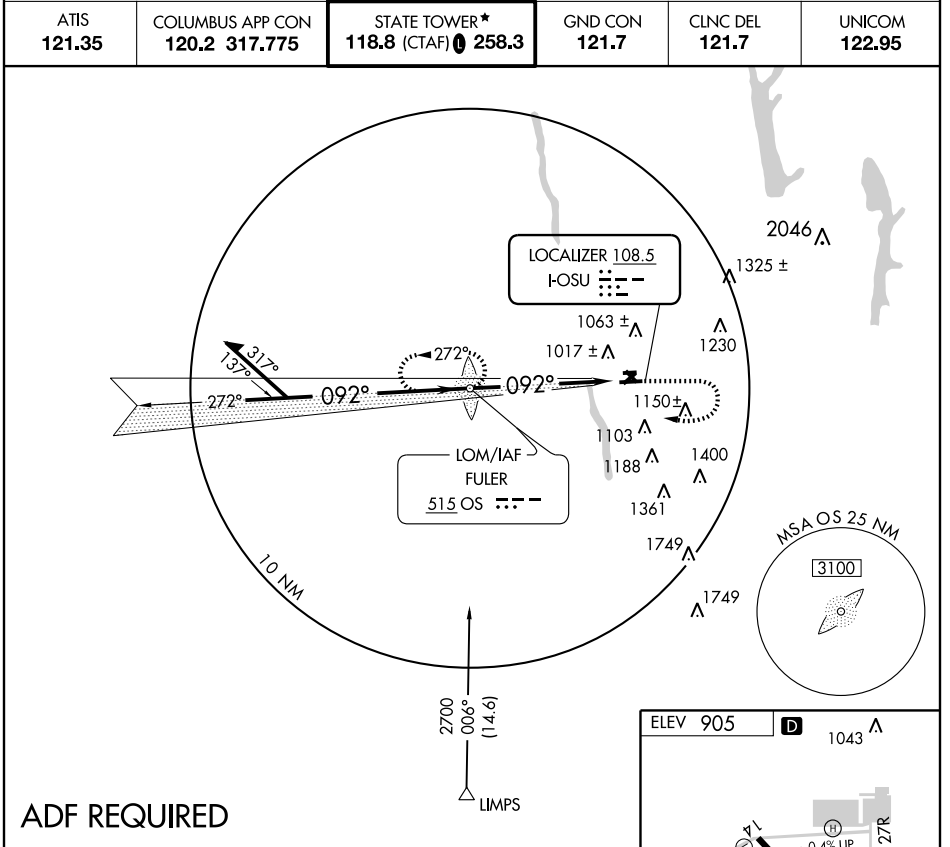 ATIS
121.35
COLUMBUS APP CON
120.2 317.775
STATE TOWER★
118.8 (CTAF) L 258.3
GND CON
121.7
CLNC DEL
121.7
UNICOM
122.95
2046
LOCALIZER 108.5
I-OSU
1325 ±
1063 ±
1230
1017 ±
317°
137°
272°
272°
092°
092°
1150±
1103
LOM/IAF
FULER
515 OS
1188
1400
1361
MSA OS 25 NM
3100
1749
10 NM
1749
2700
006°
(14.6)
LIMPS
ELEV 905
D
1043
ADF REQUIRED
14
H
0.4% UP
27R